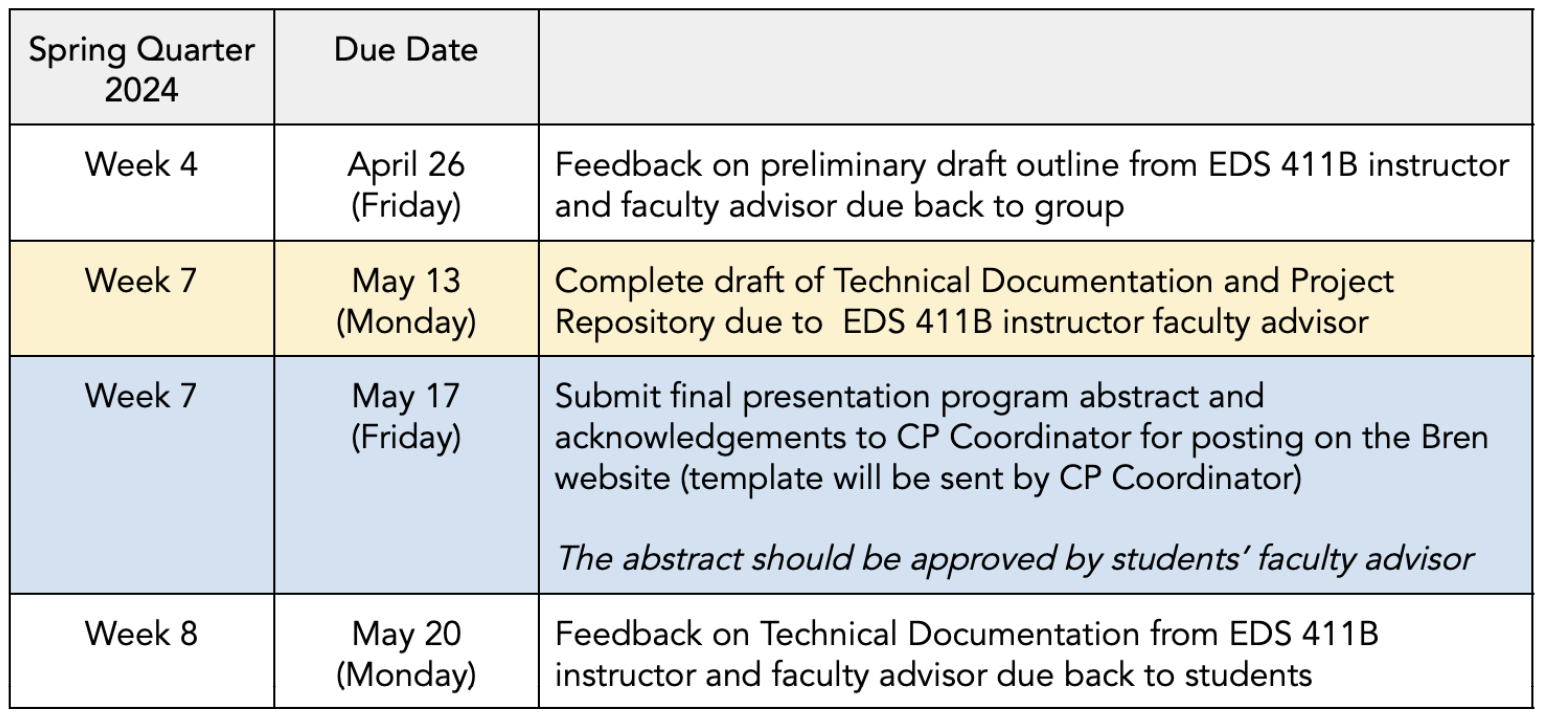 Spring Quarter
2024
Due Date
Week 4
April 26
(Friday)
Feedback on preliminary draft outline from EDS 411B instructor
and faculty advisor due back to group
Week 7
May 13
(Monday)
Complete draft of Technical Documentation and Project
Repository due to  EDS 411B instructor faculty advisor
Week 7
May 17
(Friday)
Submit final presentation program abstract and
acknowledgements to CP Coordinator for posting on the Bren
website (template will be sent by CP Coordinator)
The abstract should be approved by students’ faculty advisor
Week 8
May 20
(Monday)
Feedback on Technical Documentation from EDS 411B
instructor and faculty advisor due back to students